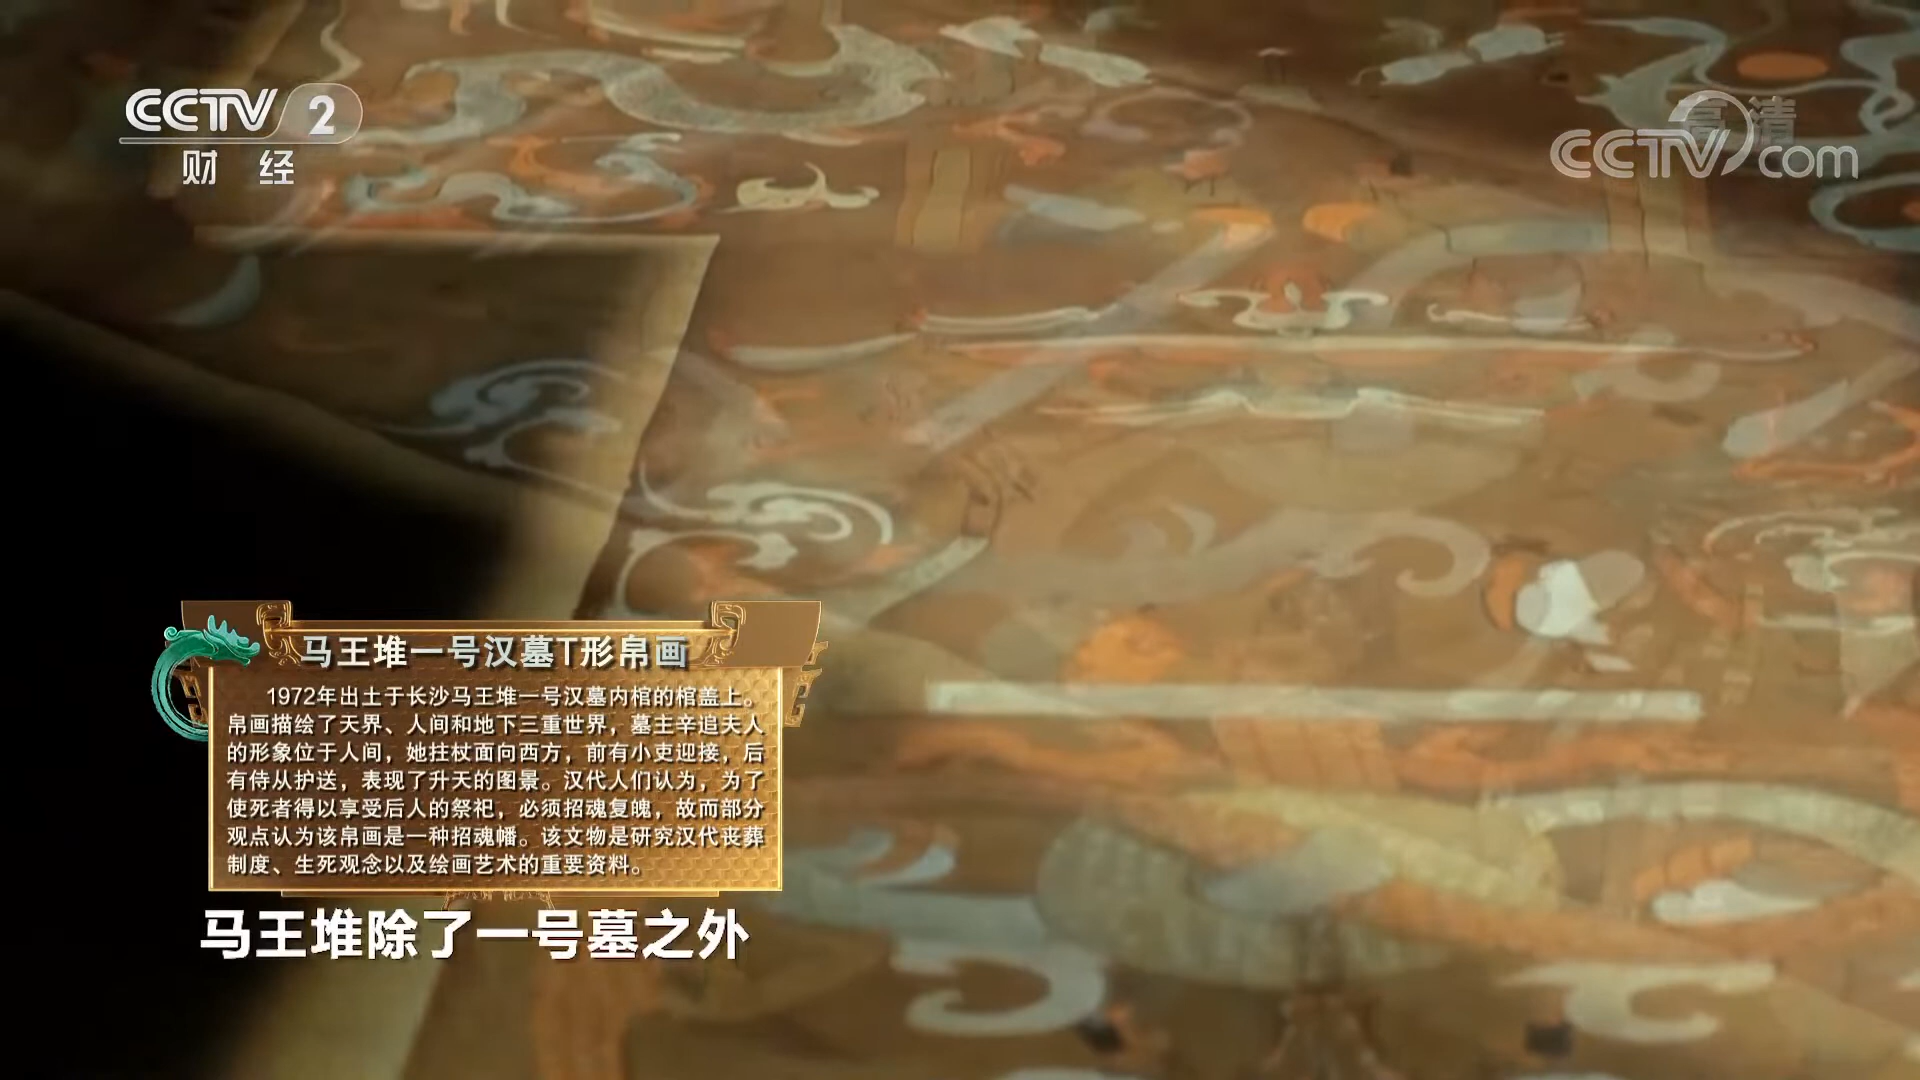 CCTV 2
财 经
高清
CCTV.com
马王堆一号汉墓T形帛画
1972年出土于长沙马王堆一号汉墓内棺的棺盖上。
帛画描绘了天界、人间和地下三重世界，墓主辛追夫人
的形象位于人间，她拄杖面向西方，前有小吏迎接，后
有侍从护送，表现了升天的图景。汉代人们认为，为了
使死者得以享受后人的祭祀，必须招魂复魄，故而部分
观点认为该帛画是一种招魂幡。该文物是研究汉代丧葬
制度、生死观念以及绘画艺术的重要资料。
马王堆除了一号墓之外